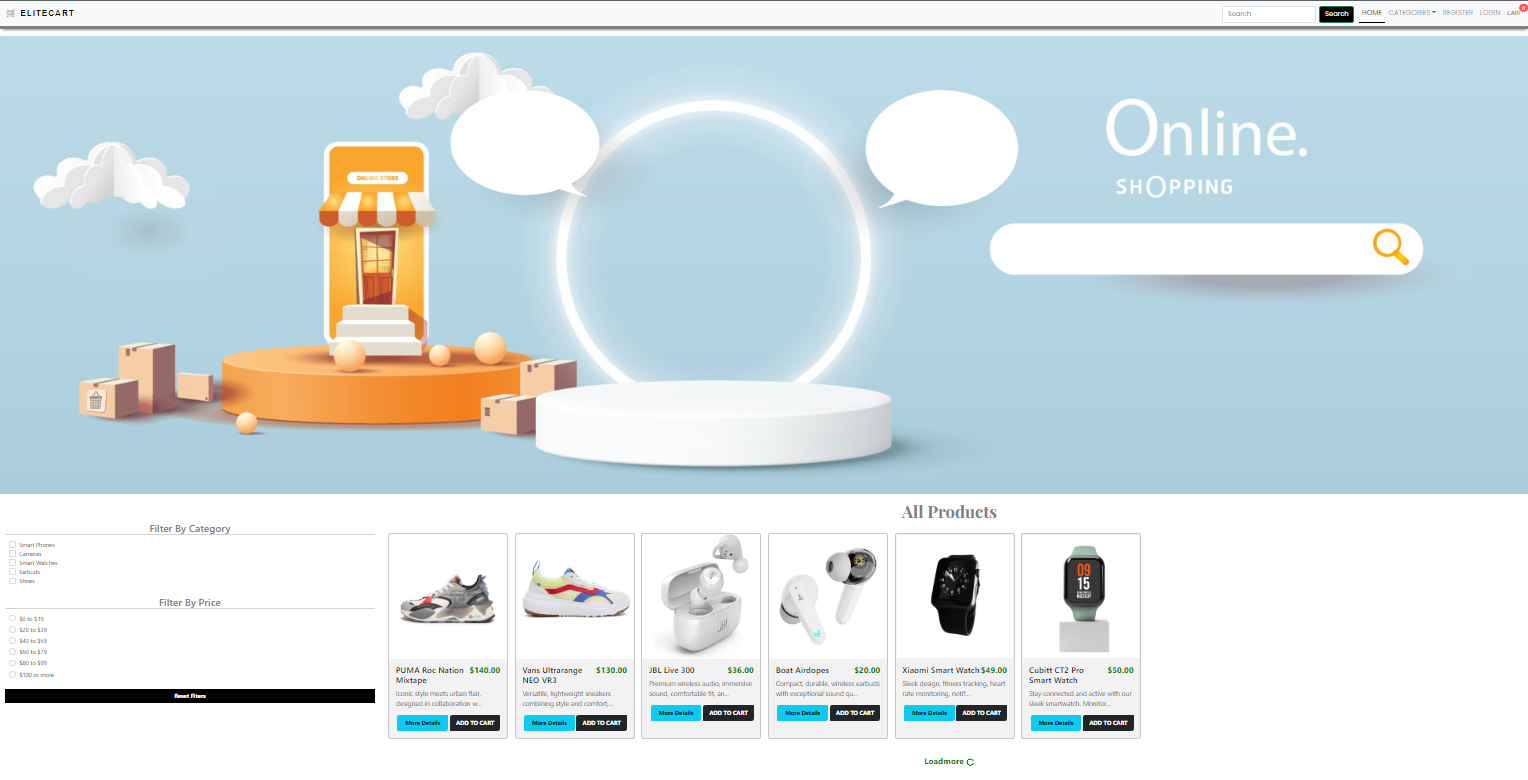 ELITECART
Search
Search
HOME
CATEGORIES
REGISTER
LOGIN
CART
0
ONLINE STORE
Online.
SHOPPING
All Products
Filter By Category
Smart Phones
Cameras
Smart Watches
Earbuds
Shoes
Filter By Price
$0 to $19
$20 to $39
$40 to $59
$60 to $79
$80 to $99
$100 or more
Reset Filters
PUMA Roc Nation $140.00
Mixtape
Iconic style meets urban flair,
designed in collaboration w...
More Details ADD TO CART
Vans Ultrarange $130.00
NEO VR3
Versatile, lightweight sneakers
combining style and comfort,...
More Details ADD TO CART
JBL
JBL Live 300 $36.00
Premium wireless audio, immersive
sound, comfortable fit, an...
More Details ADD TO CART
Boat Airdopes $20.00
Compact, durable, wireless earbuds
with exceptional sound qu...
More Details ADD TO CART
Xiaomi Smart Watch $49.00
Sleek design, fitness tracking, heart
rate monitoring, notif...
More Details ADD TO CART
09
15
MOCKUP
Cubitt CT2 Pro $50.00
Smart Watch
Stay connected and active with our
sleek smartwatch. Monitor...
More Details ADD TO CART
Loadmore